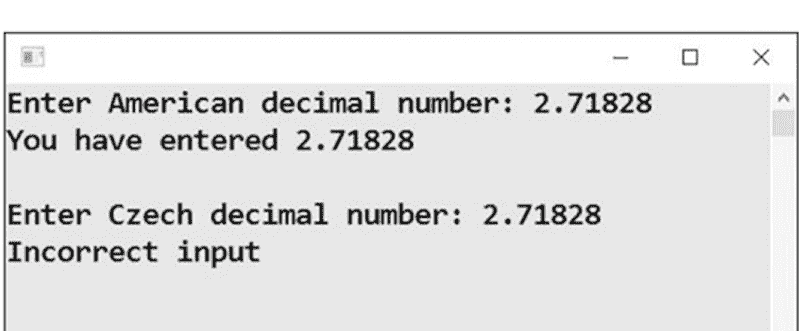 Enter American decimal number: 2.71828
You have entered 2.71828
Enter Czech decimal number: 2.71828
Incorrect input